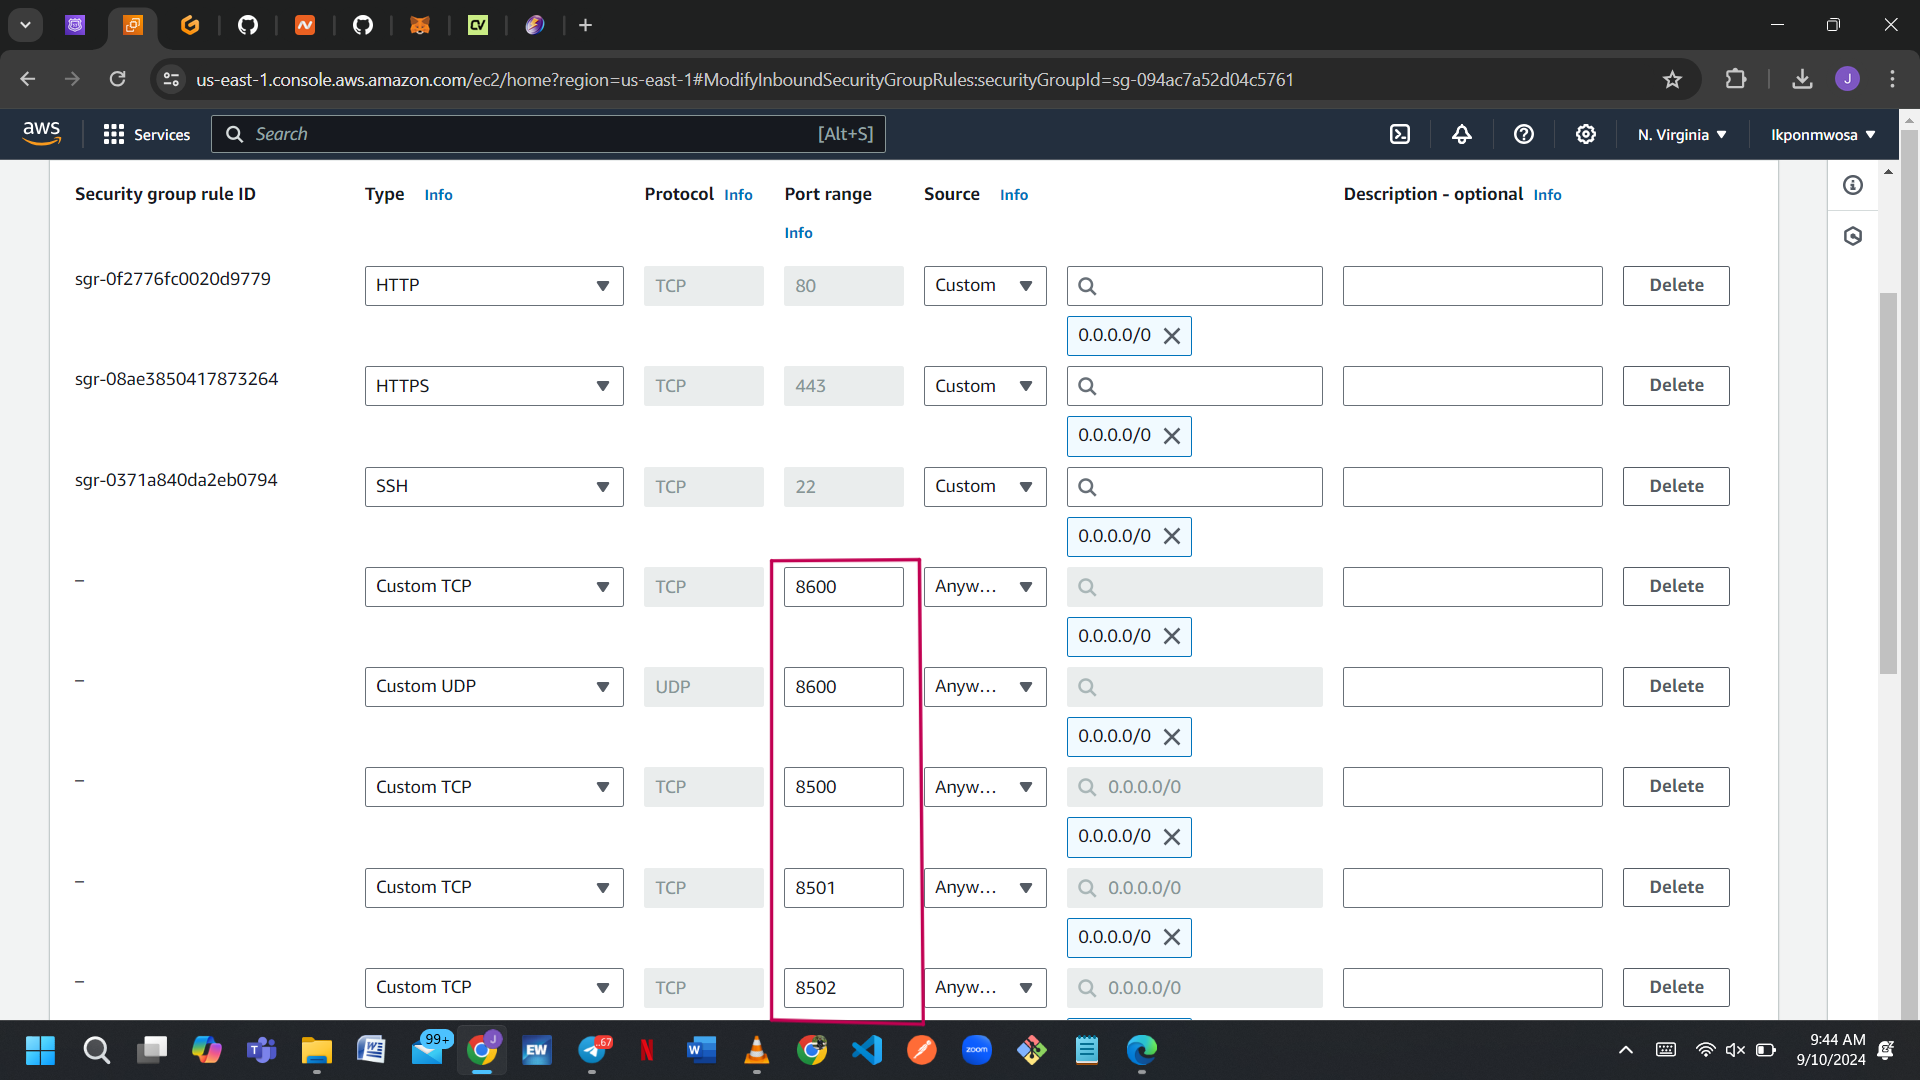 us-east-1.console.aws.amazon.com/ec2/home?region=us-east-1#ModifyInboundSecurityGroupRules:securityGroupId=sg-094ac7a52d04c5761
J
aws Services Search [Alt+S] N. Virginia Ikponmwosa
Security group rule ID Type Info Protocol Info Port range Info Source Info Description - optional Info
sgr-0f2776fc0020d9779 HTTP TCP 80 Custom Delete
0.0.0.0/0
sgr-08ae3850417873264 HTTPS TCP 443 Custom Delete
0.0.0.0/0
sgr-0371a840da2eb0794 SSH TCP 22 Custom Delete
0.0.0.0/0
– Custom TCP TCP 8600 Anyw... Delete
0.0.0.0/0
– Custom UDP UDP 8600 Anyw... Delete
0.0.0.0/0
– Custom TCP TCP 8500 Anyw... 0.0.0.0/0 Delete
0.0.0.0/0
– Custom TCP TCP 8501 Anyw... 0.0.0.0/0 Delete
0.0.0.0/0
– Custom TCP TCP 8502 Anyw... 0.0.0.0/0 Delete
99+ J EW .67 N W zoom
9:44 AM
9/10/2024